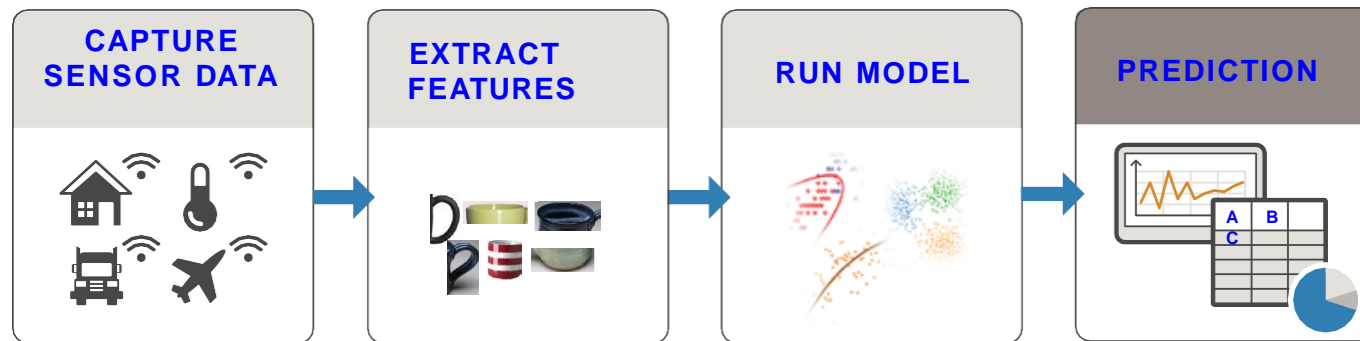 CAPTURE
SENSOR DATA
EXTRACT
FEATURES
RUN MODEL
PREDICTION
A B
C